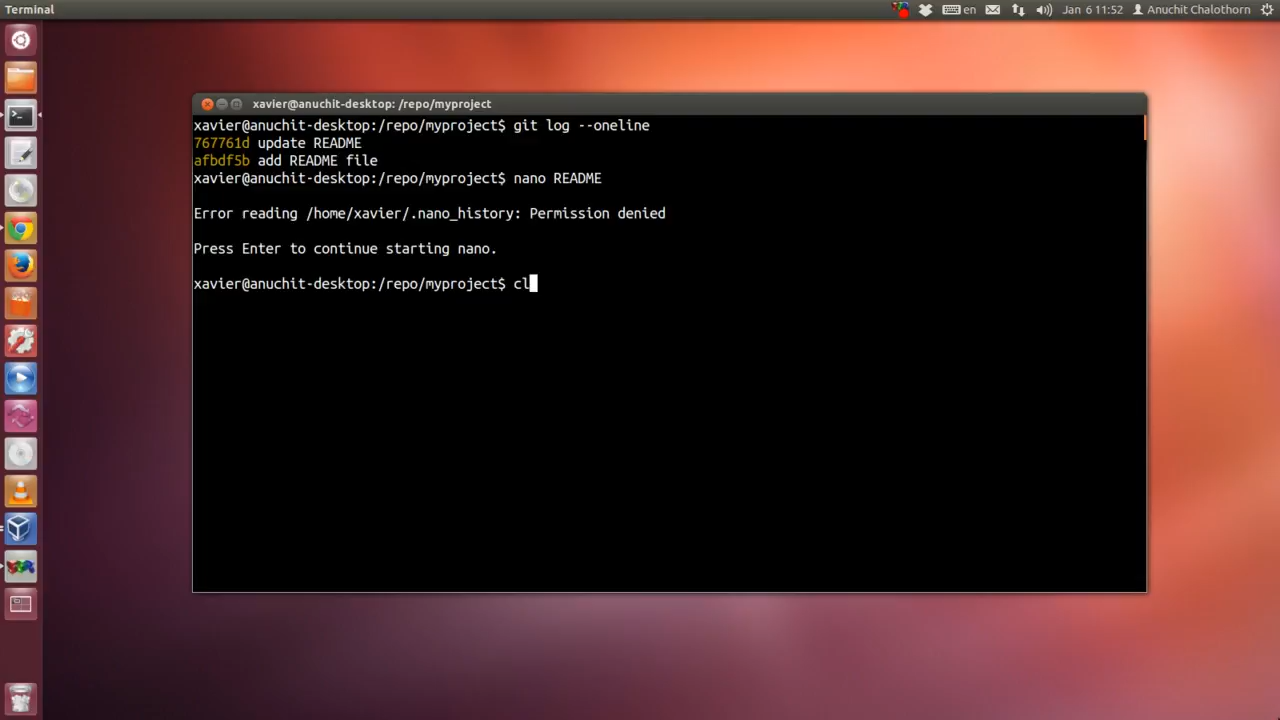 Terminal
en
Jan 6 11:52
Anuchit Chalothorn
xavier@anuchit-desktop: /repo/myproject
xavier@anuchit-desktop:/repo/myproject$ git log --oneline
767761d update README
afbdf5b add README file
xavier@anuchit-desktop:/repo/myproject$ nano README
Error reading /home/xavier/.nano_history: Permission denied
Press Enter to continue starting nano.
xavier@anuchit-desktop:/repo/myproject$ cl